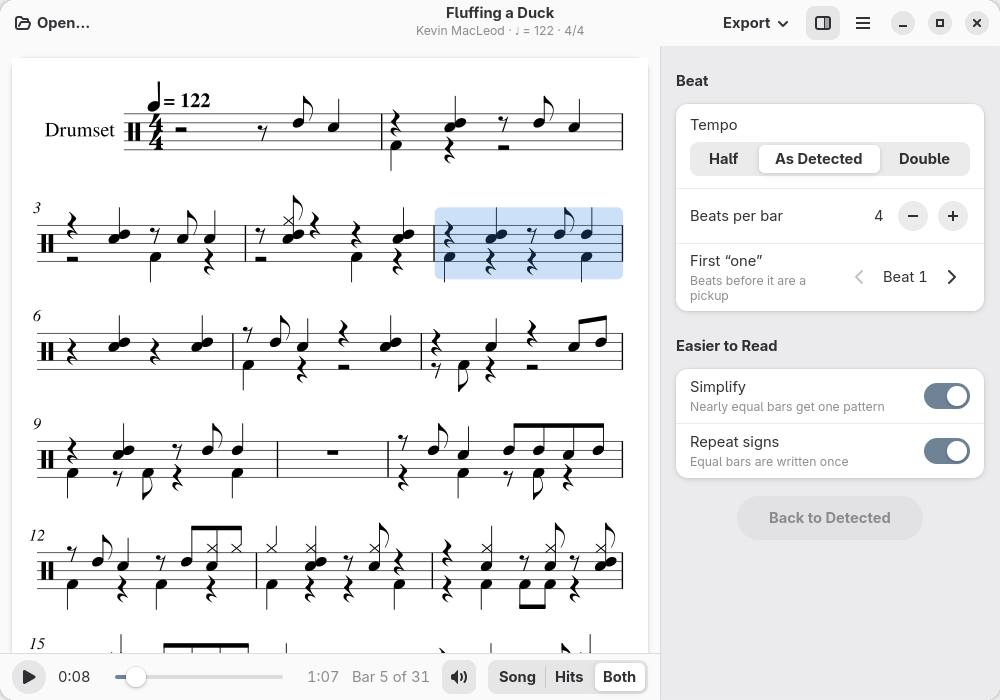 Open...
Fluffing a Duck
Kevin MacLeod · ♩ = 122 · 4/4
Export
= 122
Drumset
4
4
3
6
9
12
15
Beat
Tempo
Half As Detected Double
Beats per bar 4
First “one”
Beats before it are a
pickup
Beat 1
Easier to Read
Simplify
Nearly equal bars get one pattern
Repeat signs
Equal bars are written once
Back to Detected
0:08 1:07 Bar 5 of 31 Song Hits Both